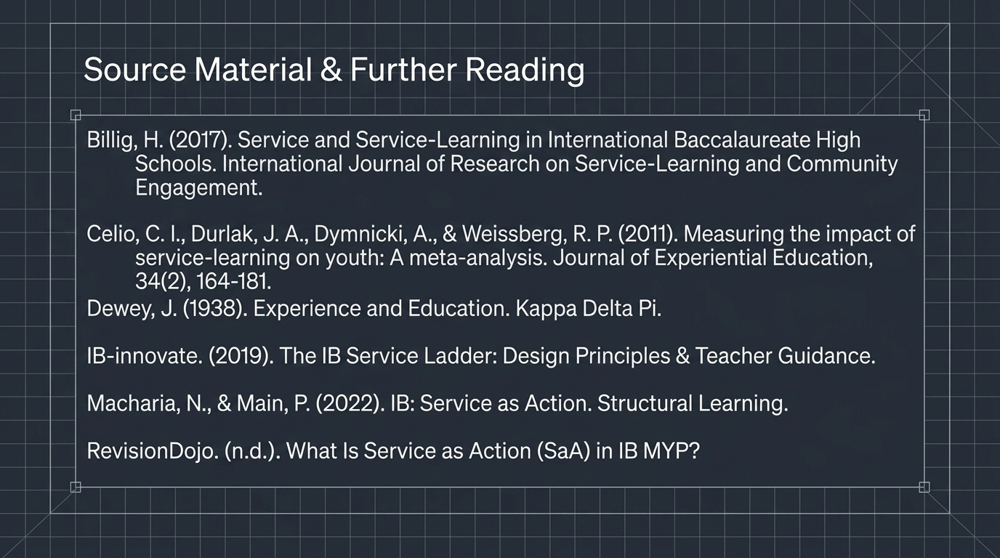 Source Material & Further Reading
Billig, H. (2017). Service and Service-Learning in International Baccalaureate High
Schools. International Journal of Research on Service-Learning and Community
Engagement.
Celio, C. I., Durlak, J. A., Dymnicki, A., & Weissberg, R. P. (2011). Measuring the impact of
service-learning on youth: A meta-analysis. Journal of Experiential Education,
34(2), 164-181.
Dewey, J. (1938). Experience and Education. Kappa Delta Pi.
IB-innovate. (2019). The IB Service Ladder: Design Principles & Teacher Guidance.
Macharia, N., & Main, P. (2022). IB: Service as Action. Structural Learning.
RevisionDojo. (n.d.). What Is Service as Action (SaA) in IB MYP?